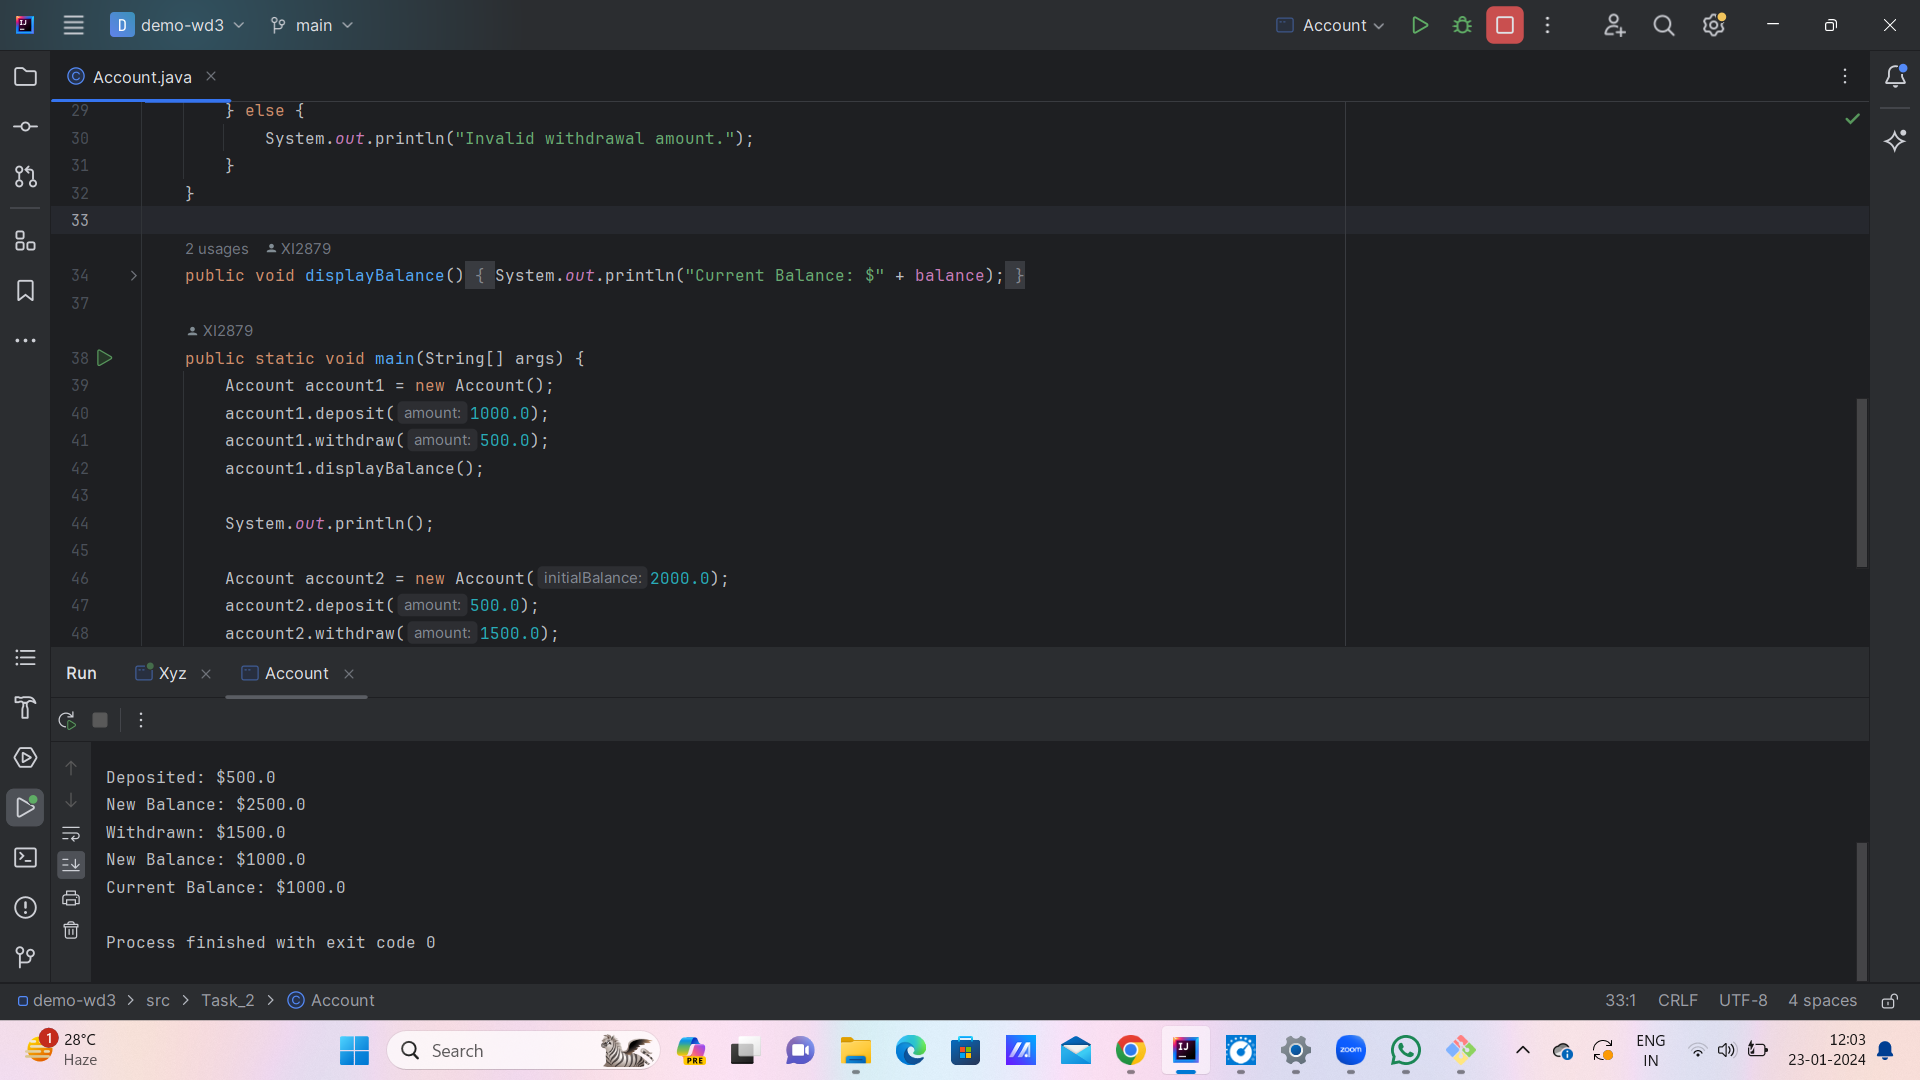 D demo-wd3 main Account
Account.java
29 } else {
30 System.out.println("Invalid withdrawal amount.");
31 }
32 }
33
2 usages XI2879
34 public void displayBalance() { System.out.println("Current Balance: $" + balance); }
37
XI2879
38 public static void main(String[] args) {
39 Account account1 = new Account();
40 account1.deposit( amount: 1000.0);
41 account1.withdraw( amount: 500.0);
42 account1.displayBalance();
43
44 System.out.println();
45
46 Account account2 = new Account( initialBalance: 2000.0);
47 account2.deposit( amount: 500.0);
48 account2.withdraw( amount: 1500.0);
Run Xyz Account
Deposited: $500.0
New Balance: $2500.0
Withdrawn: $1500.0
New Balance: $1000.0
Current Balance: $1000.0
Process finished with exit code 0
demo-wd3 > src > Task_2 > Account 33:1 CRLF UTF-8 4 spaces
1 28°C
Haze
Search
PRE
zoom
ENG
IN
12:03
23-01-2024